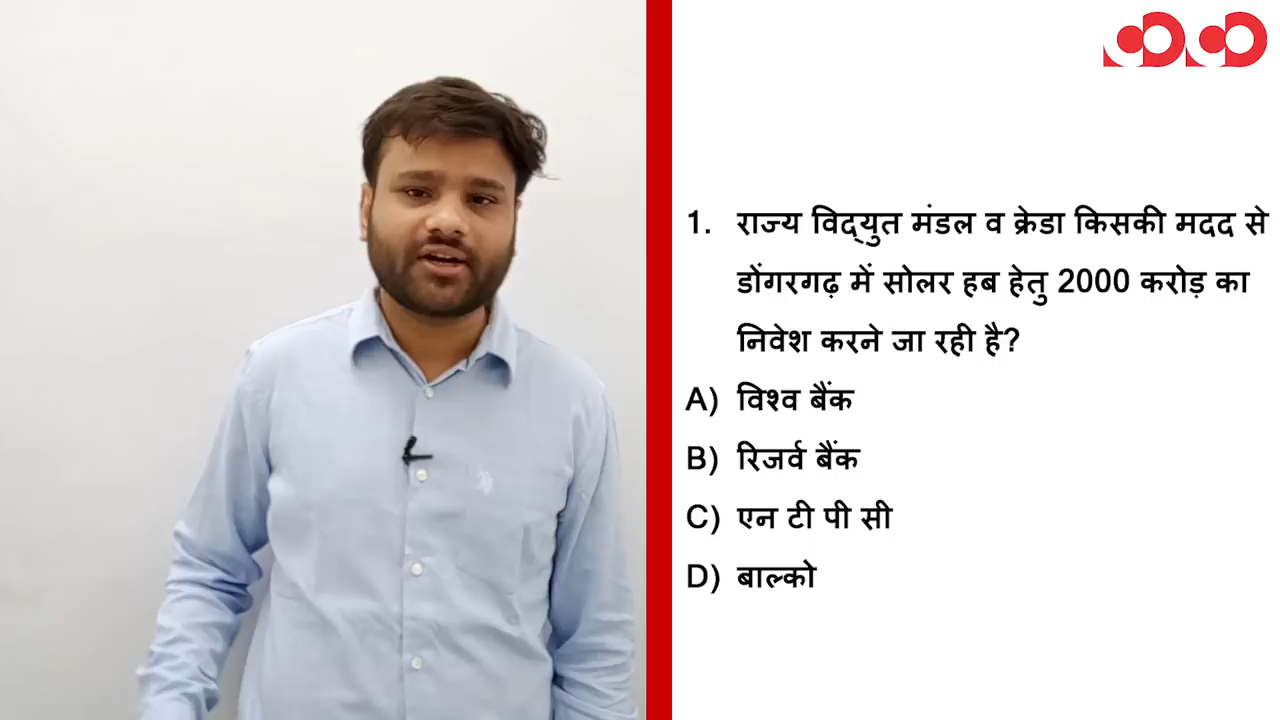 1. राज्य विद्युत मंडल व क्रेडा किसकी मदद से
डोंगरगढ़ में सोलर हब हेतु 2000 करोड़ का
निवेश करने जा रही है?
A) विश्व बैंक
B) रिजर्व बैंक
C) एन टी पी सी
D) बाल्को